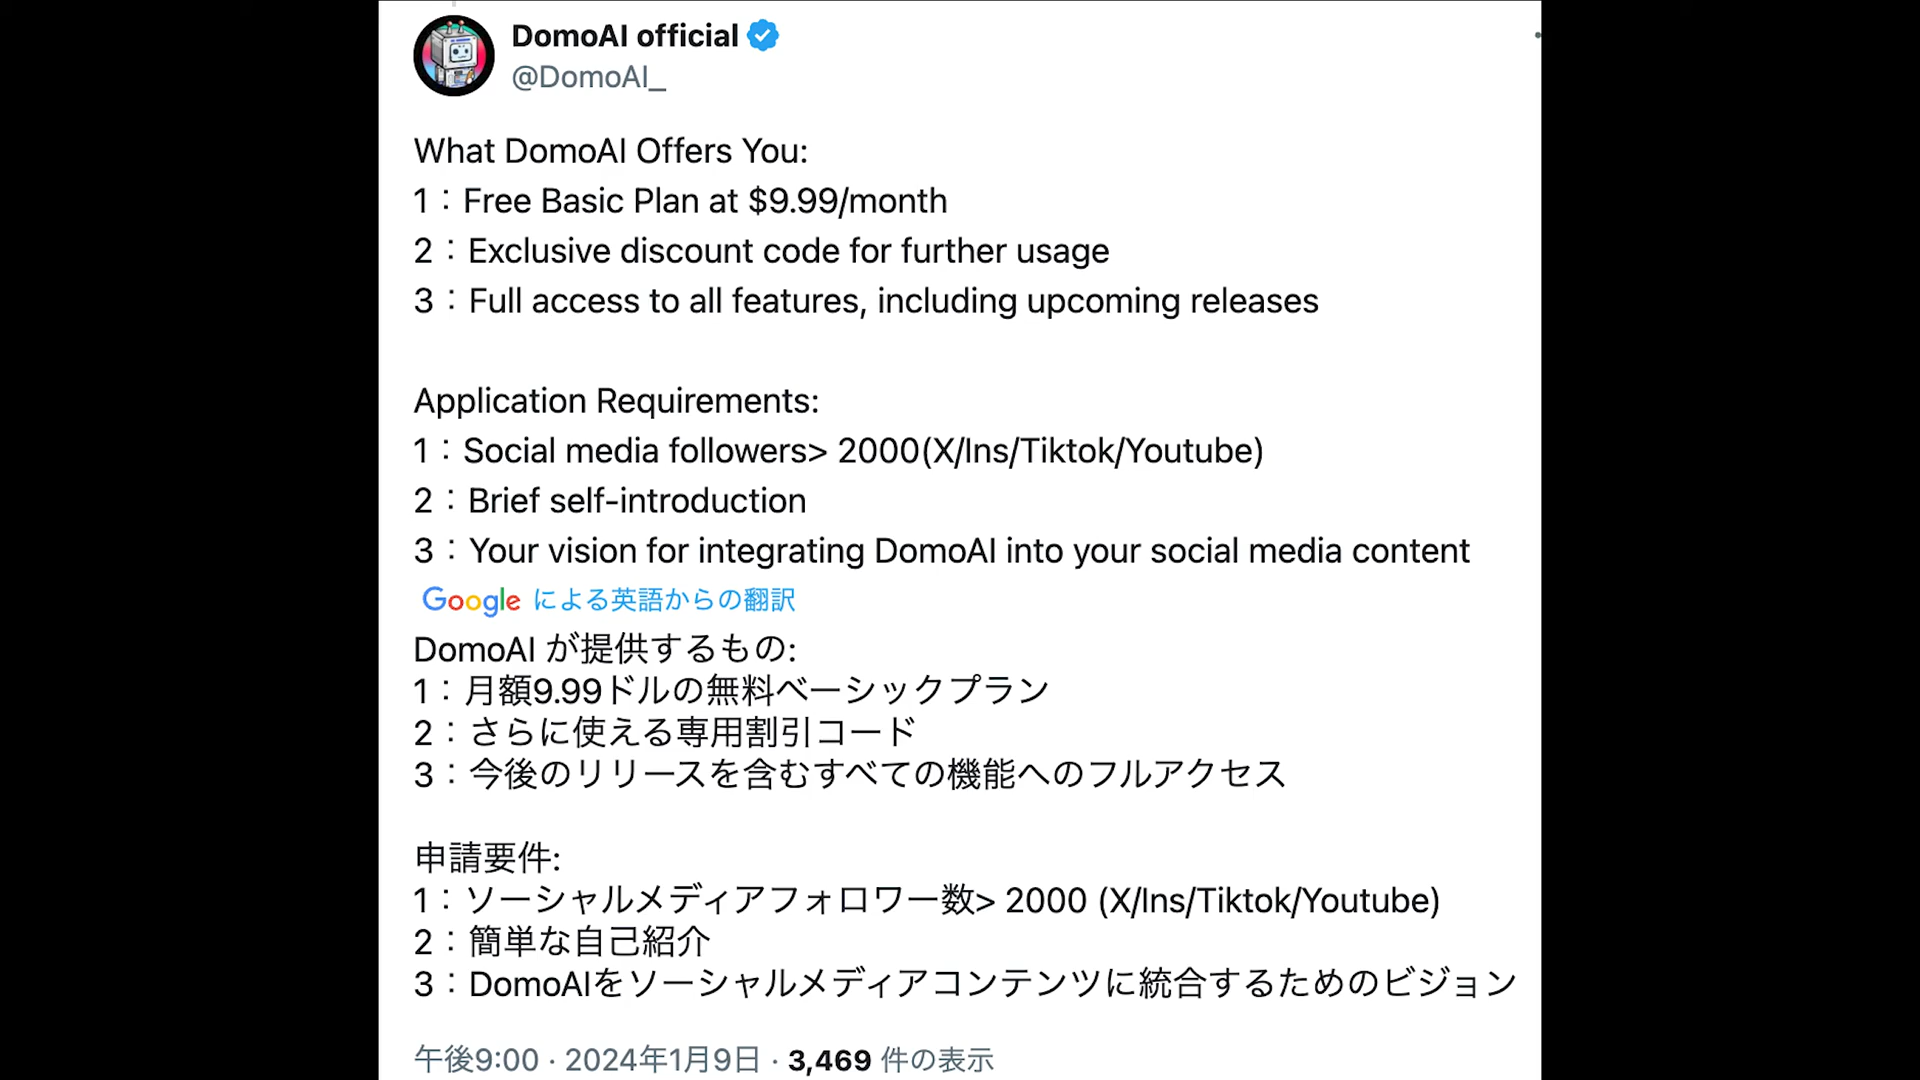 DomoAI official
@DomoAI_
What DomoAI Offers You:
1：Free Basic Plan at $9.99/month
2：Exclusive discount code for further usage
3：Full access to all features, including upcoming releases
Application Requirements:
1：Social media followers> 2000(X/Ins/Tiktok/Youtube)
2：Brief self-introduction
3：Your vision for integrating DomoAI into your social media content
Google による英語からの翻訳
DomoAI が提供するもの:
1：月額9.99ドルの無料ベーシックプラン
2：さらに使える専用割引コード
3：今後のリリースを含むすべての機能へのフルアクセス
申請要件:
1：ソーシャルメディアフォロワー数> 2000 (X/Ins/Tiktok/Youtube)
2：簡単な自己紹介
3：DomoAIをソーシャルメディアコンテンツに統合するためのビジョン
午後9:00 · 2024年1月9日 · 3,469 件の表示